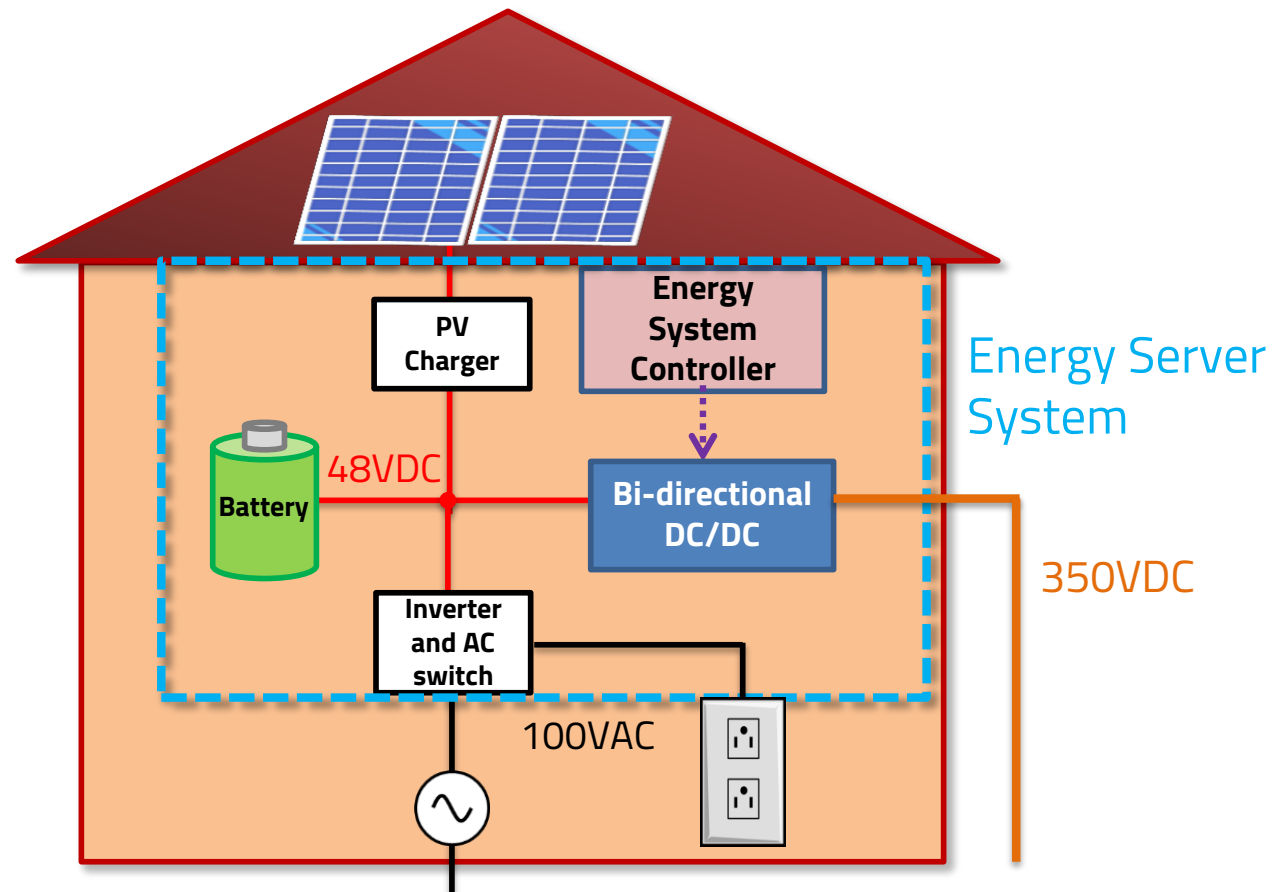 PV
Charger
Energy
System
Controller
Energy Server
System
48VDC
Battery
Bi-directional
DC/DC
350VDC
Inverter
and AC
switch
100VAC